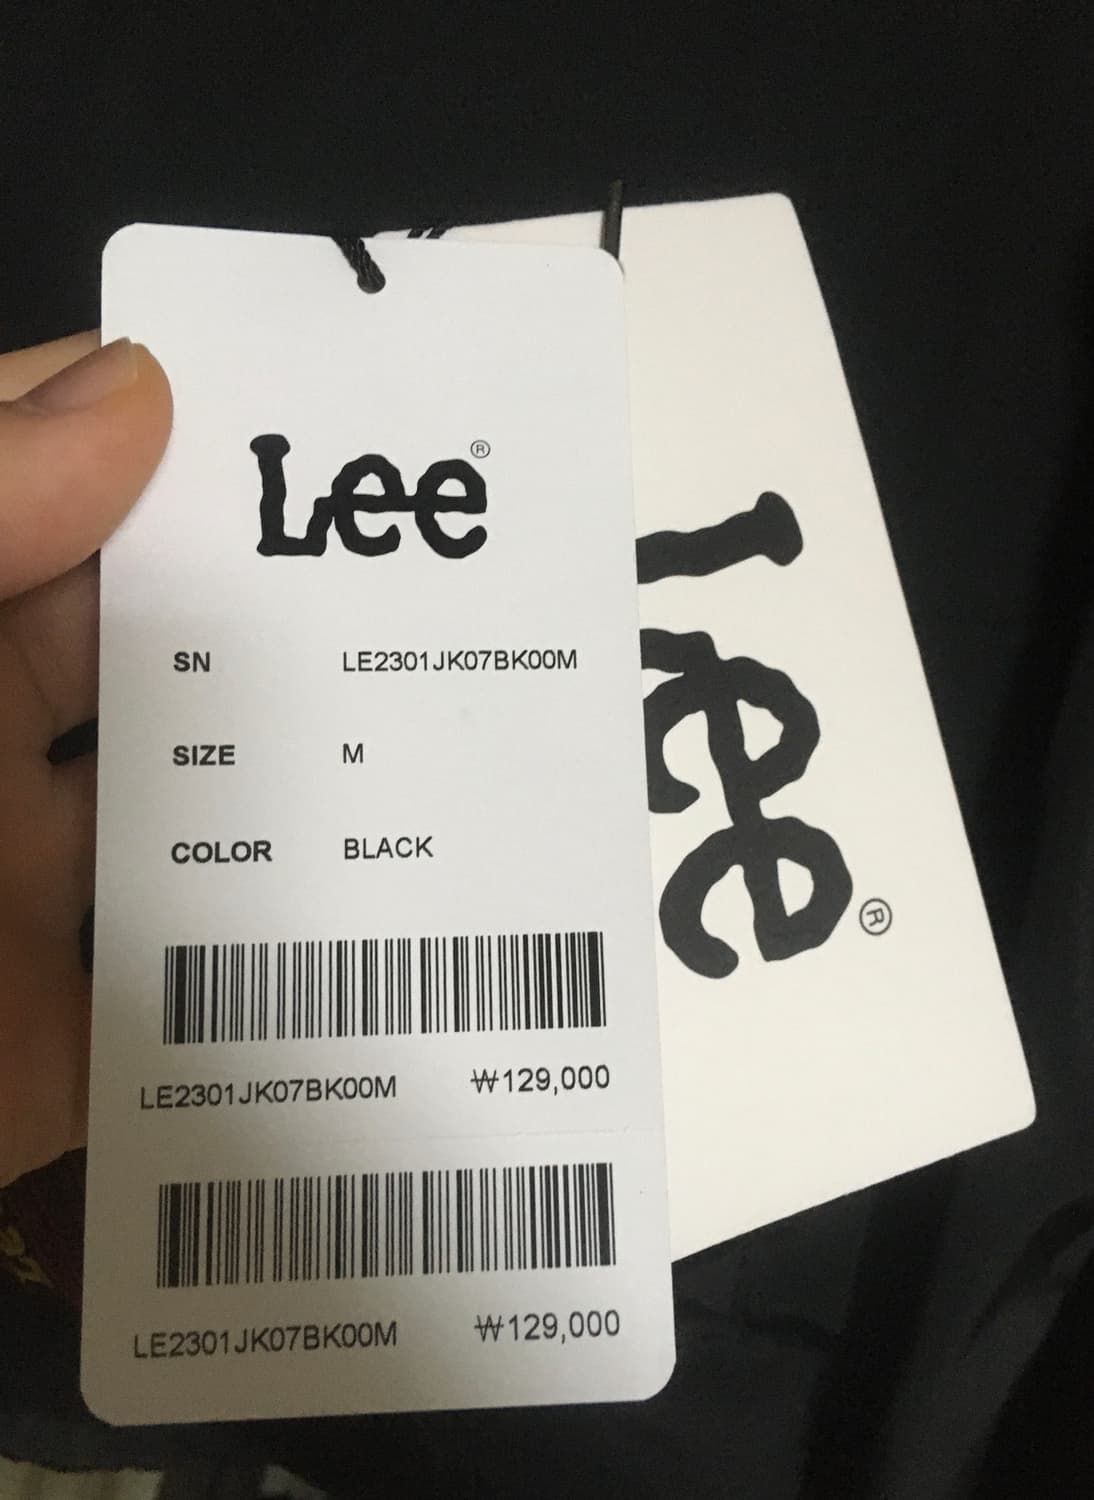 Lee®
SN LE2301JK07BK00M
SIZE M
COLOR BLACK
LE2301JK07BK00M ₩129,000
LE2301JK07BK00M ₩129,000
Lee®